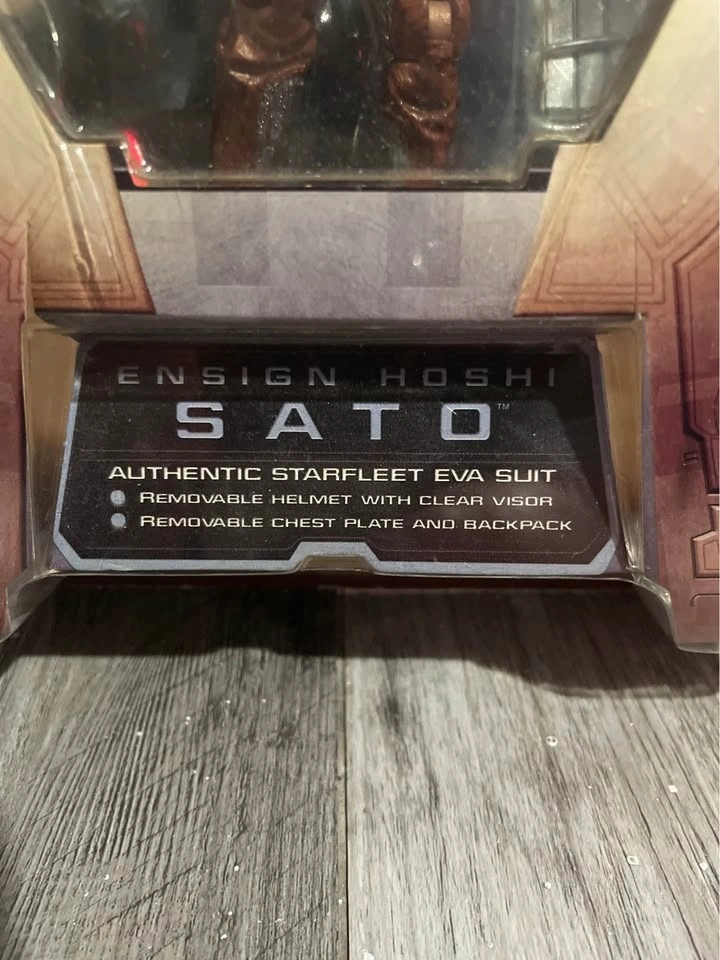 ENSIGN HOSHI
SATO™
AUTHENTIC STARFLEET EVA SUIT
REMOVABLE HELMET WITH CLEAR VISOR
REMOVABLE CHEST PLATE AND BACKPACK